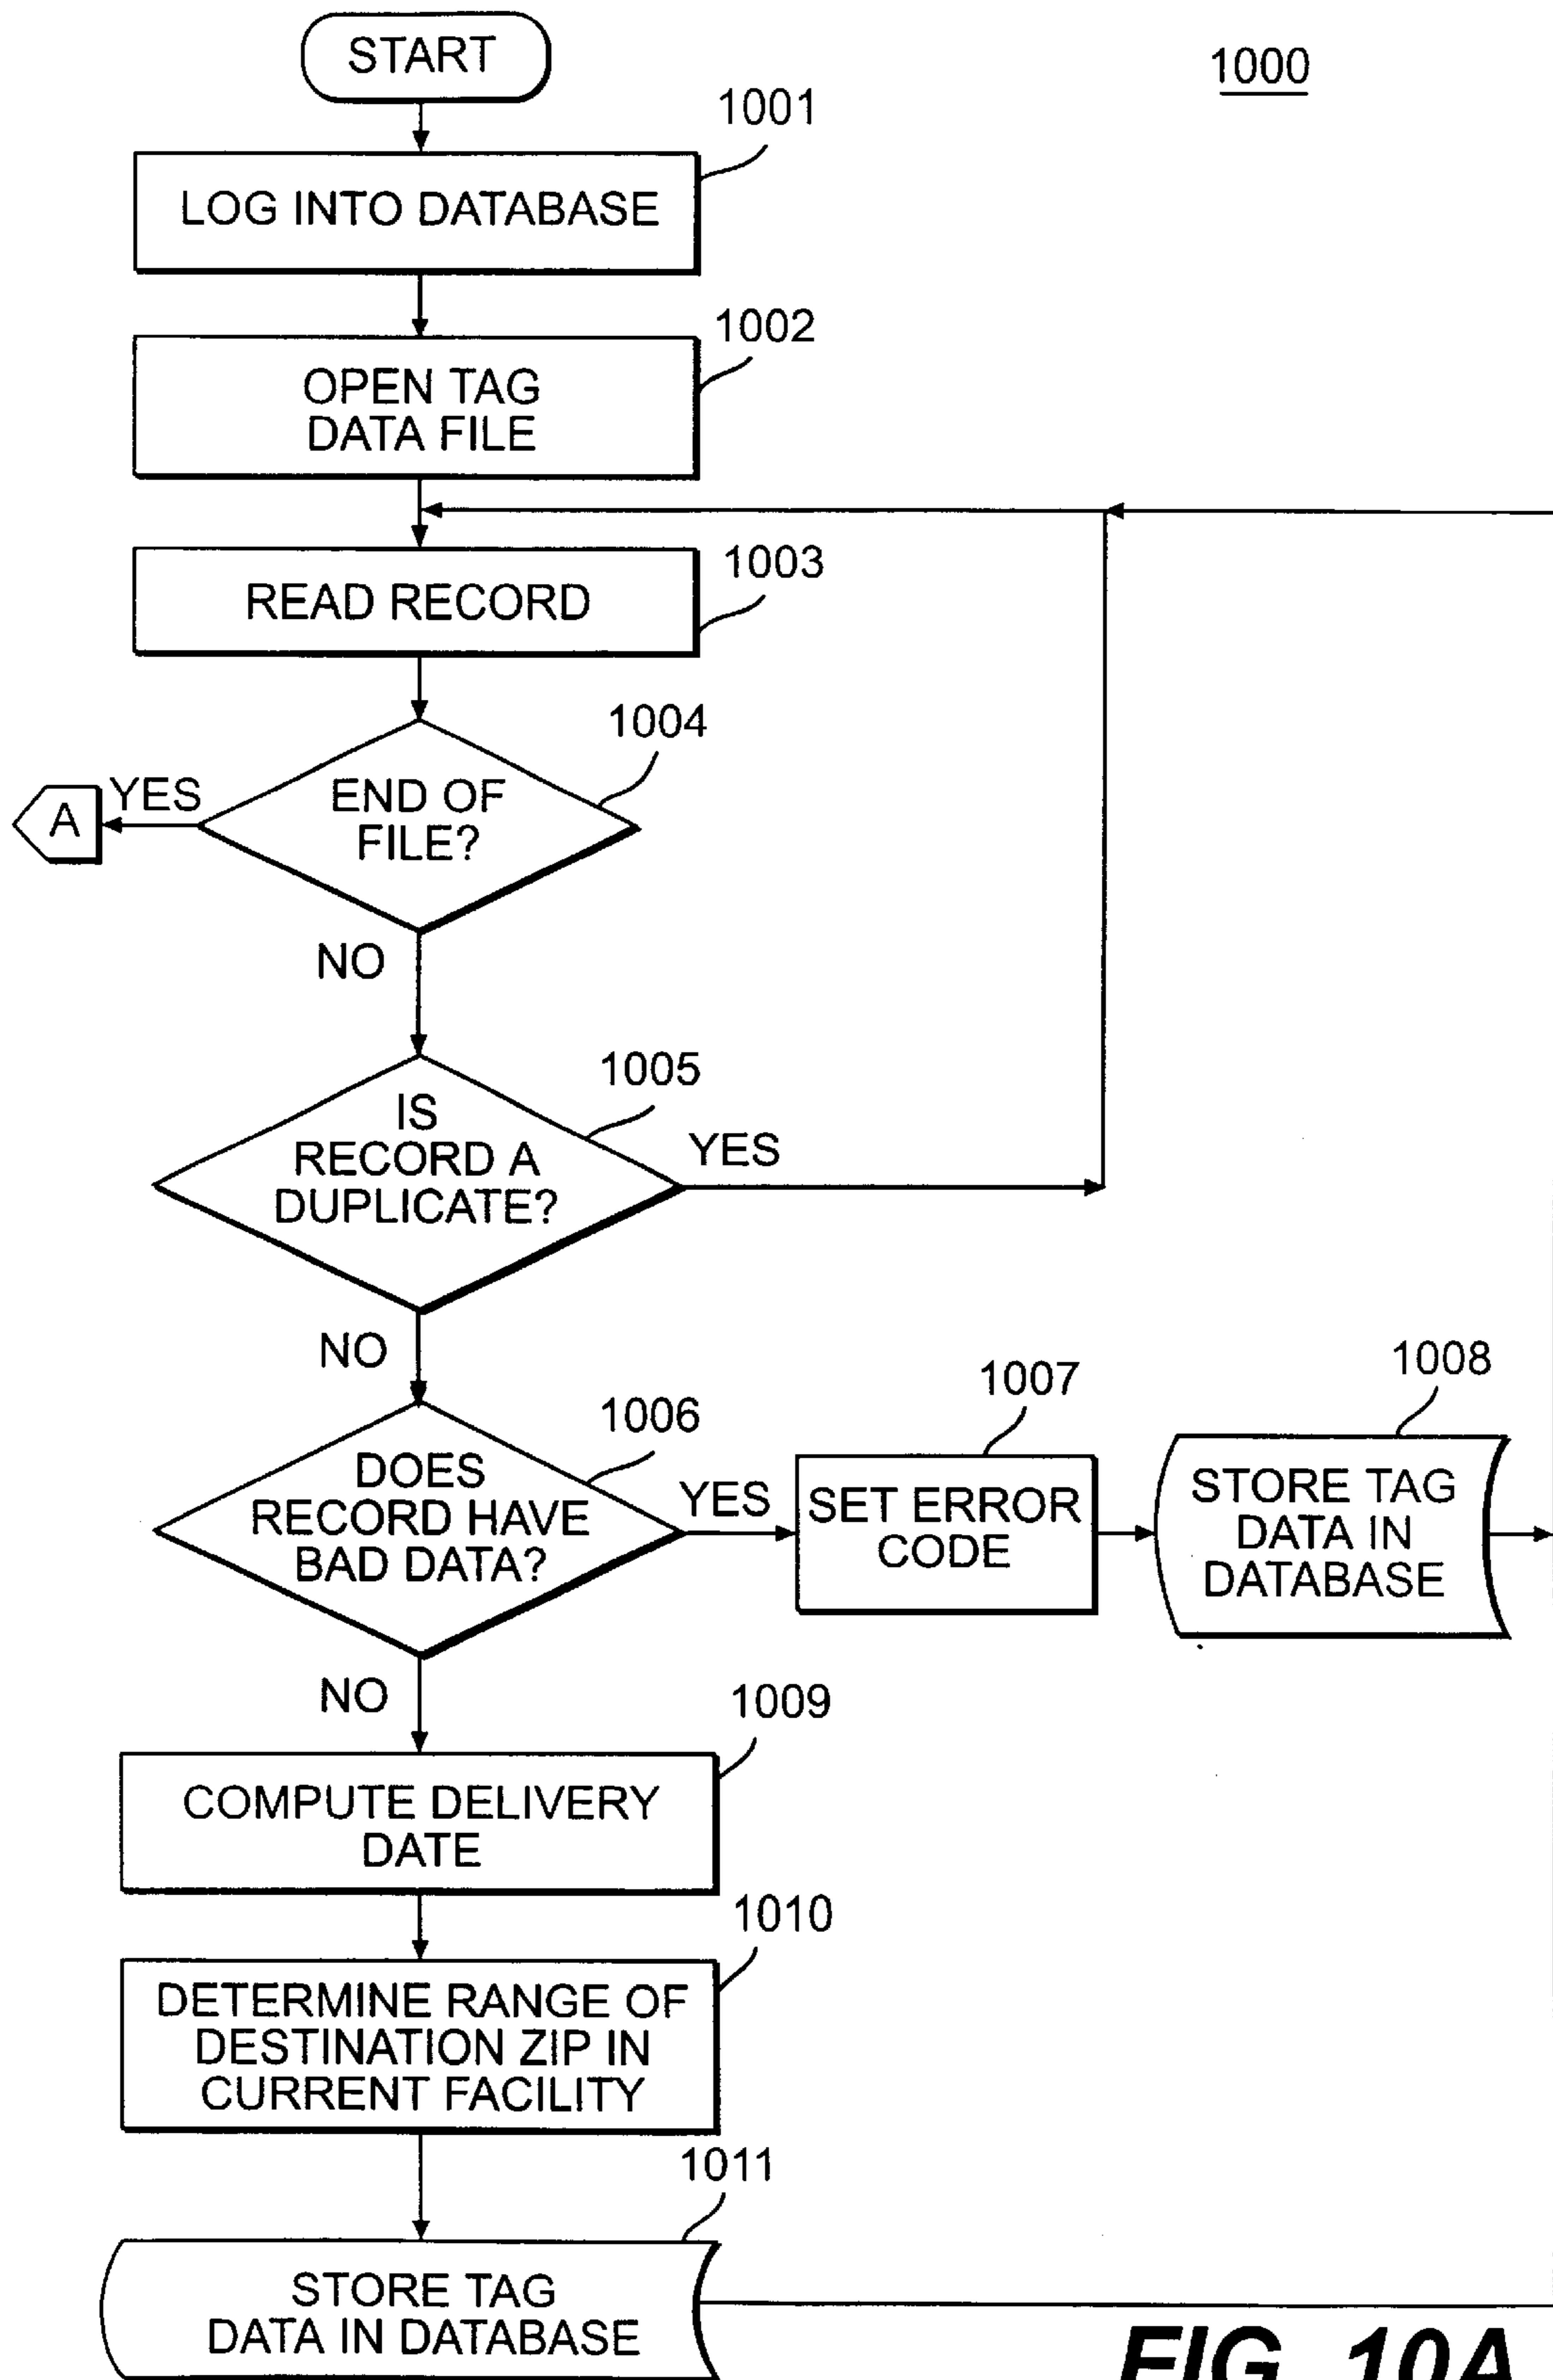 START
1000
1001
LOG INTO DATABASE
1002
OPEN TAG
DATA FILE
1003
READ RECORD
1004
END OF
FILE?
YES
A
NO
1005
IS
RECORD A
DUPLICATE?
YES
NO
1006
DOES
RECORD HAVE
BAD DATA?
YES
1007
SET ERROR
CODE
1008
STORE TAG
DATA IN
DATABASE
NO
1009
COMPUTE DELIVERY
DATE
1010
DETERMINE RANGE OF
DESTINATION ZIP IN
CURRENT FACILITY
1011
STORE TAG
DATA IN DATABASE
FIG. 10A